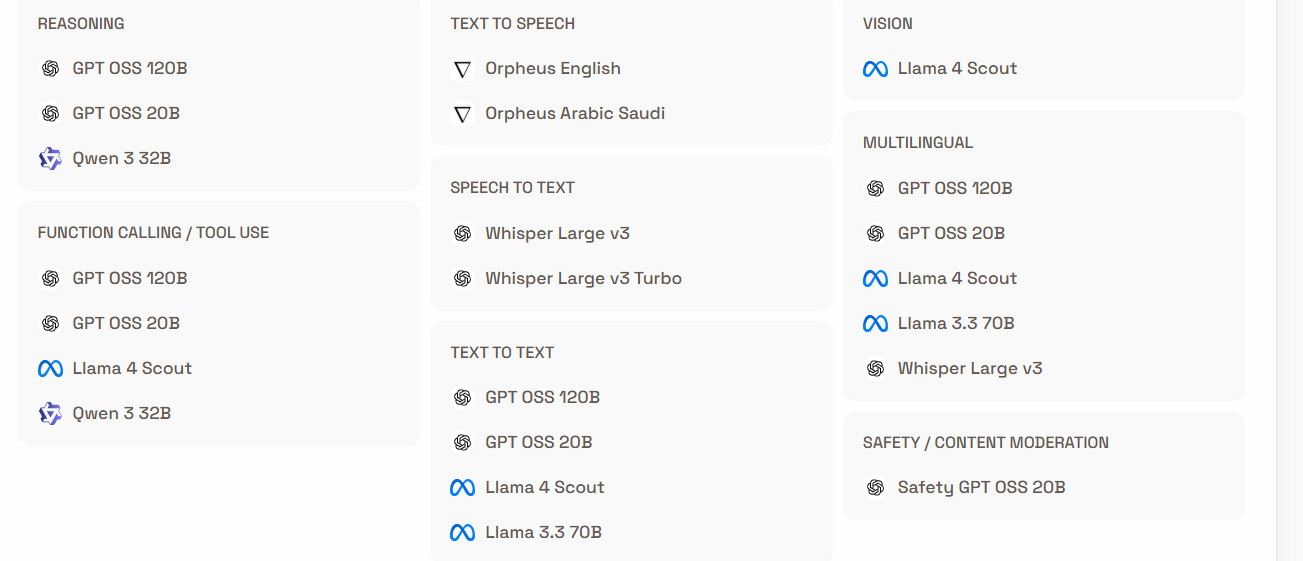 REASONING
GPT OSS 120B
GPT OSS 20B
Qwen 3 32B
FUNCTION CALLING / TOOL USE
GPT OSS 120B
GPT OSS 20B
Llama 4 Scout
Qwen 3 32B
TEXT TO SPEECH
Orpheus English
Orpheus Arabic Saudi
SPEECH TO TEXT
Whisper Large v3
Whisper Large v3 Turbo
TEXT TO TEXT
GPT OSS 120B
GPT OSS 20B
Llama 4 Scout
Llama 3.3 70B
VISION
Llama 4 Scout
MULTILINGUAL
GPT OSS 120B
GPT OSS 20B
Llama 4 Scout
Llama 3.3 70B
Whisper Large v3
SAFETY / CONTENT MODERATION
Safety GPT OSS 20B